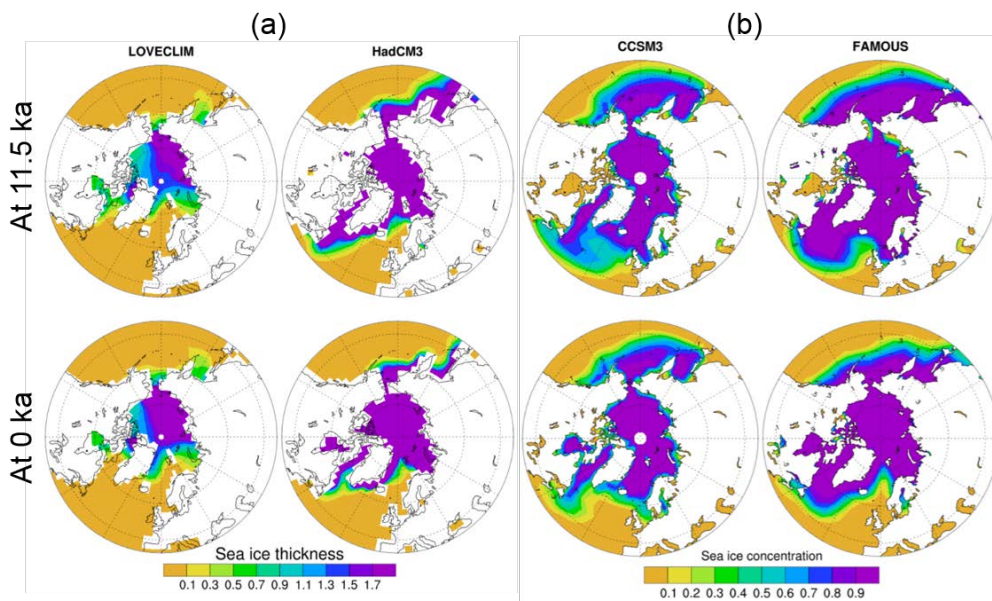 (a) (b)
LOVECLIM HadCM3 CCSM3 FAMOUS
At 11.5 ka
At 0 ka
Sea ice thickness Sea ice concentration
0.1 0.3 0.5 0.7 0.9 1.1 1.3 1.5 1.7
0.1 0.2 0.3 0.4 0.5 0.6 0.7 0.8 0.9